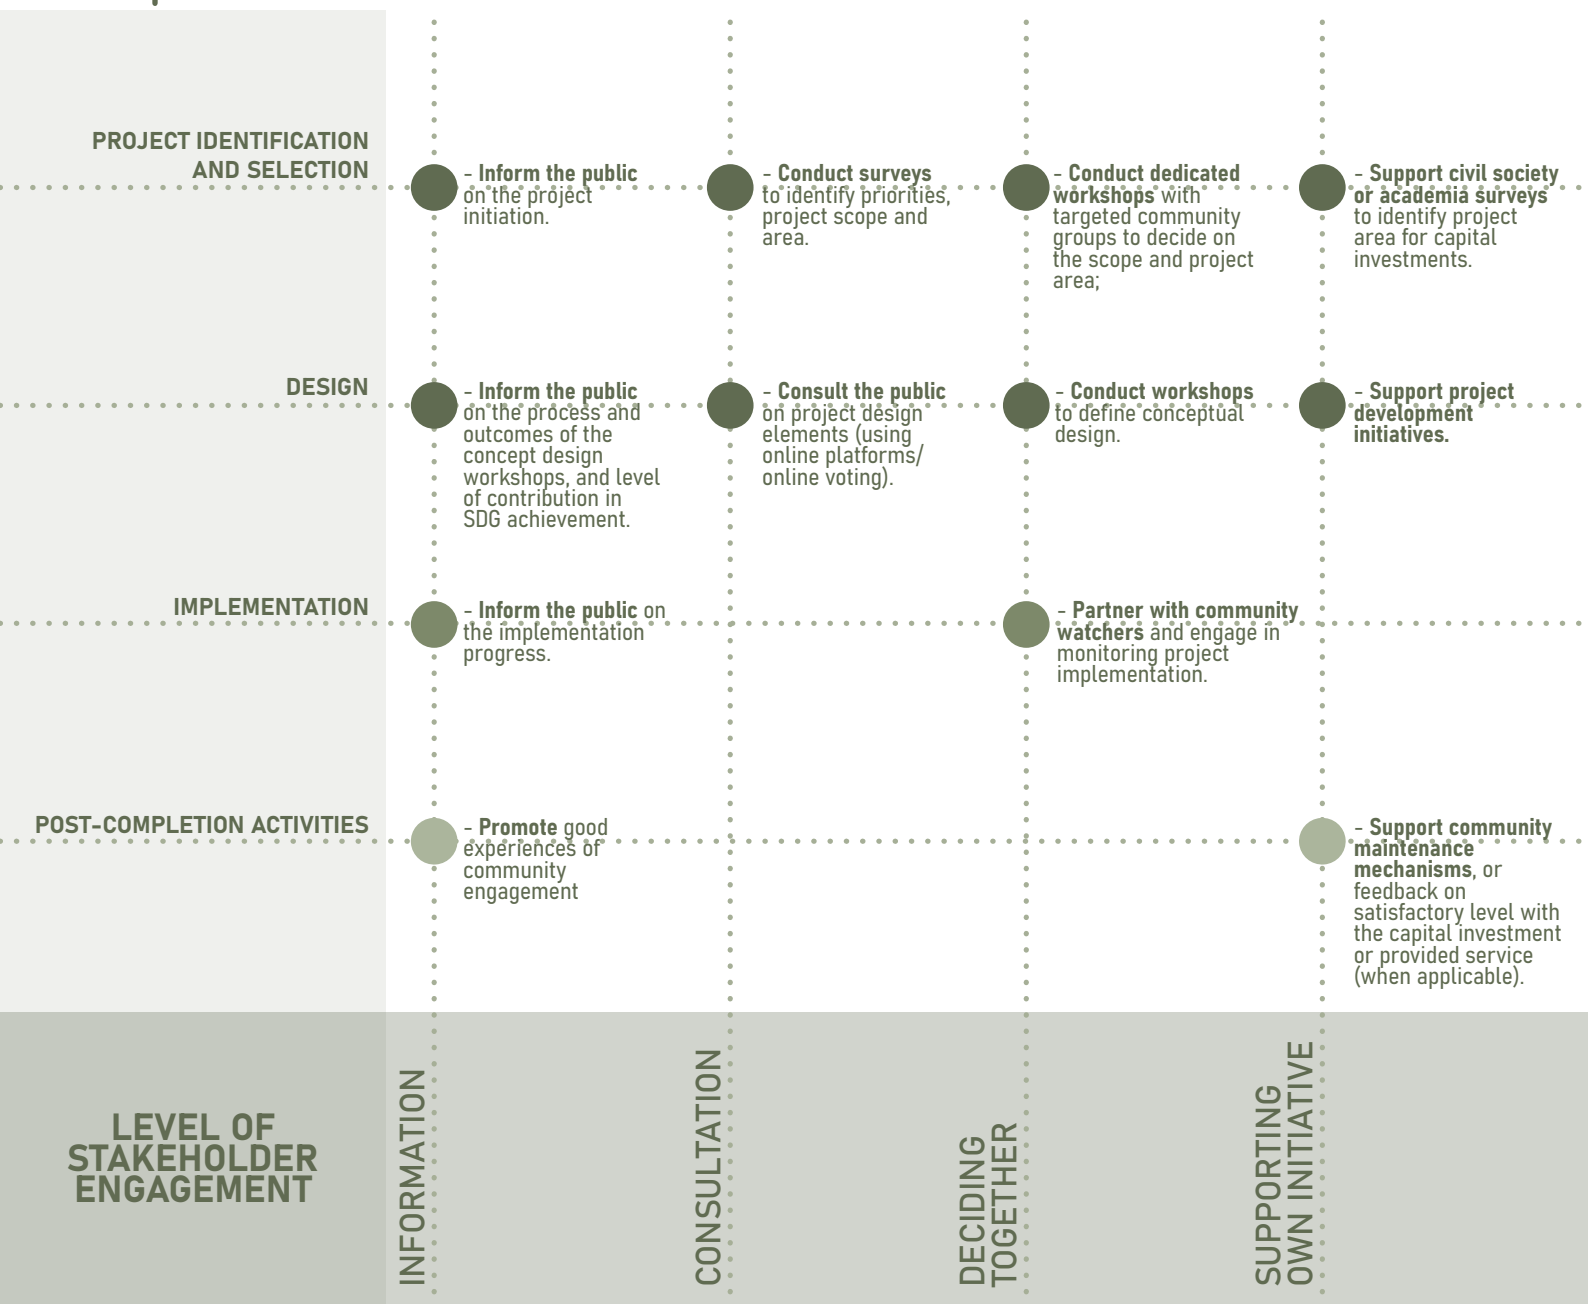 PROJECT IDENTIFICATION
AND SELECTION
- Inform the public
on the project
initiation.
- Conduct surveys
to identify priorities,
project scope and
area.
- Conduct dedicated
workshops with
targeted community
groups to decide on
the scope and project
area;
- Support civil society
or academia surveys
to identify project
area for capital
investments.
DESIGN
- Inform the public
on the process and
outcomes of the
concept design
workshops, and level
of contribution in
SDG achievement.
- Consult the public
on project design
elements (using
online platforms/
online voting).
- Conduct workshops
to define conceptual
design.
- Support project
development
initiatives.
IMPLEMENTATION
- Inform the public on
the implementation
progress.
- Partner with community
watchers and engage in
monitoring project
implementation.
POST-COMPLETION ACTIVITIES
- Promote good
experiences of
community
engagement
- Support community
maintenance
mechanisms, or
feedback on
satisfactory level with
the capital investment
or provided service
(when applicable).
LEVEL OF
STAKEHOLDER
ENGAGEMENT
INFORMATION
CONSULTATION
DECIDING
TOGETHER
SUPPORTING
OWN INITIATIVE